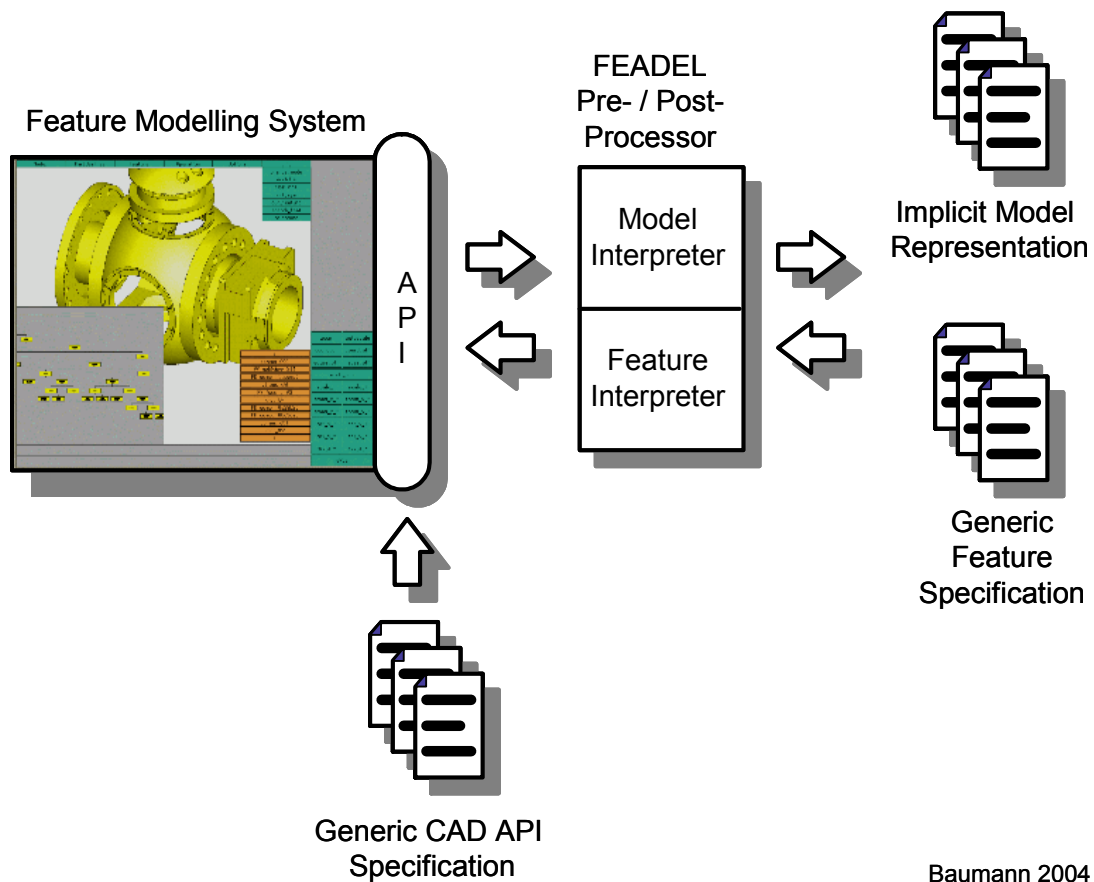 FEADEL
Pre- / Post-
Processor
Feature Modelling System
A
P
I
Model
Interpreter
Feature
Interpreter
Implicit Model
Representation
Generic
Feature
Specification
Generic CAD API
Specification
Baumann 2004